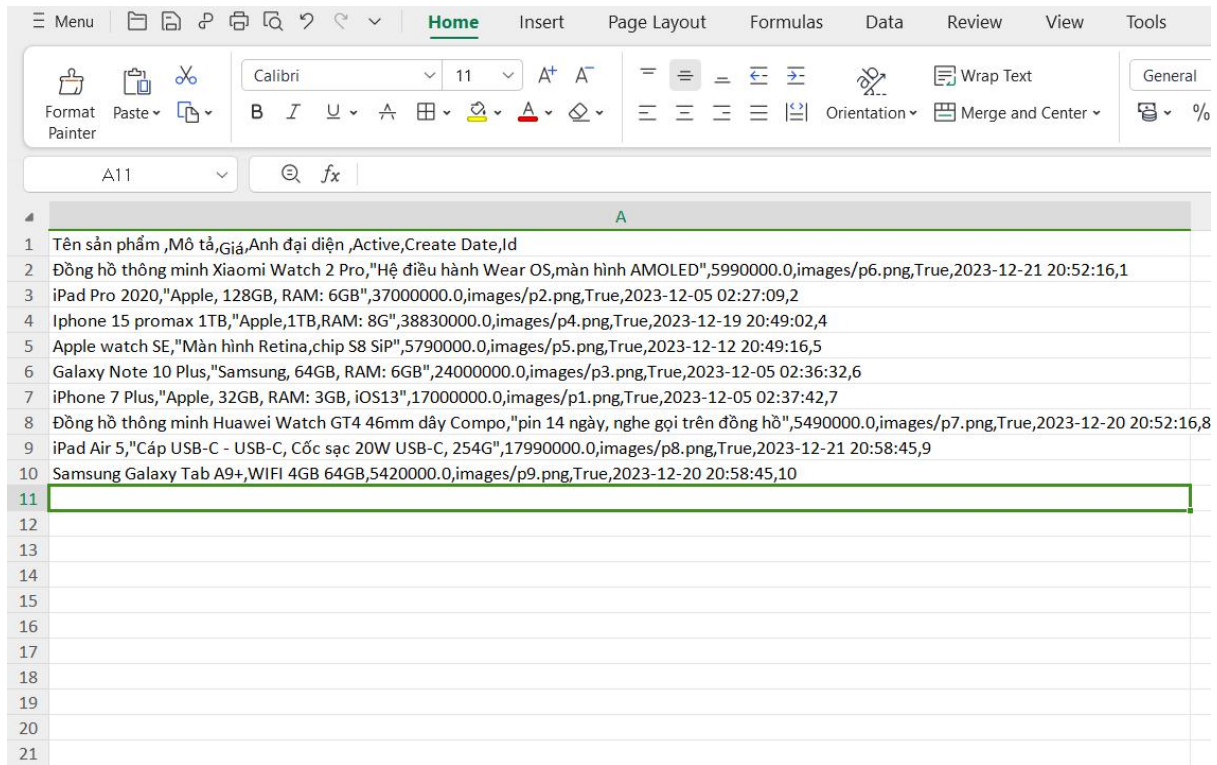 Menu Home Insert Page Layout Formulas Data Review View Tools
Calibri 11 A+ A- Wrap Text General
Format Painter Paste B I U A A Orientation Merge and Center %
A11 fx
A
1 Tên sản phẩm ,Mô tả,Giá,Anh đại diện ,Active,Create Date,Id
2 Đồng hồ thông minh Xiaomi Watch 2 Pro,"Hệ điều hành Wear OS,màn hình AMOLED",5990000.0,images/p6.png,True,2023-12-21 20:52:16,1
3 iPad Pro 2020,"Apple, 128GB, RAM: 6GB",37000000.0,images/p2.png,True,2023-12-05 02:27:09,2
4 Iphone 15 promax 1TB,"Apple,1TB,RAM: 8G",38830000.0,images/p4.png,True,2023-12-19 20:49:02,4
5 Apple watch SE,"Màn hình Retina,chip S8 SiP",5790000.0,images/p5.png,True,2023-12-12 20:49:16,5
6 Galaxy Note 10 Plus,"Samsung, 64GB, RAM: 6GB",24000000.0,images/p3.png,True,2023-12-05 02:36:32,6
7 iPhone 7 Plus,"Apple, 32GB, RAM: 3GB, iOS13",17000000.0,images/p1.png,True,2023-12-05 02:37:42,7
8 Đồng hồ thông minh Huawei Watch GT4 46mm dây Compo,"pin 14 ngày, nghe gọi trên đồng hồ",5490000.0,images/p7.png,True,2023-12-20 20:52:16,8
9 iPad Air 5,"Cáp USB-C - USB-C, Cốc sạc 20W USB-C, 254G",17990000.0,images/p8.png,True,2023-12-21 20:58:45,9
10 Samsung Galaxy Tab A9+,WIFI 4GB 64GB,5420000.0,images/p9.png,True,2023-12-20 20:58:45,10
11
12
13
14
15
16
17
18
19
20
21